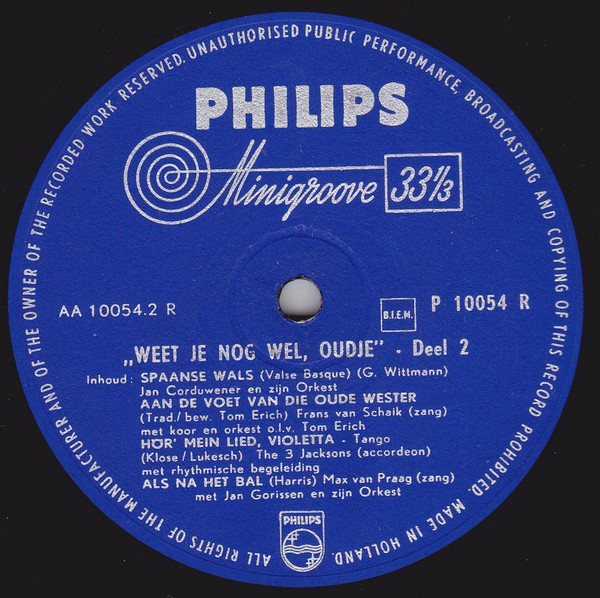 ALL RIGHTS OF THE MANUFACTURER AND OF THE OWNER OF THE RECORDED WORK RESERVED. UNAUTHORISED PUBLIC PERFORMANCE, BROADCASTING AND COPYING OF THIS RECORD PROHIBITED. MADE IN HOLLAND.
PHILIPS
Minigroove 33⅓
AA 10054.2 R
B.I.E.M. P 10054 R
„WEET JE NOG WEL, OUDJE” - Deel 2
Inhoud: SPAANSE WALS (Valse Basque) (G. Wittmann)
Jan Corduwener en zijn Orkest
AAN DE VOET VAN DIE OUDE WESTER
(Trad./ bew. Tom Erich) Frans van Schaik (zang)
met koor en orkest o.l.v. Tom Erich
HÖR' MEIN LIED, VIOLETTA - Tango
(Klose / Lukesch) The 3 Jacksons (accordeon)
met rhythmische begeleiding
ALS NA HET BAL (Harris) Max van Praag (zang)
met Jan Gorissen en zijn Orkest
PHILIPS